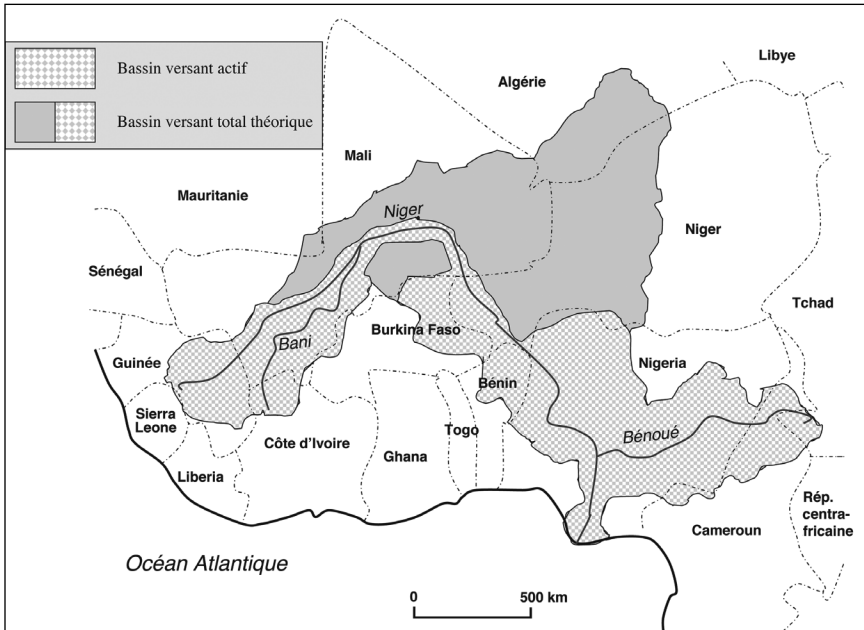 Bassin versant actif
Bassin versant total théorique
Libye
Algérie
Mali
Mauritanie
Niger
Niger
Sénégal
Tchad
Burkina Faso
Bani
Guinée
Nigeria
Bénin
Sierra
Leone
Togo
Bénoué
Côte d'Ivoire
Ghana
Liberia
Rép.
centra-
fricaine
Cameroun
Océan Atlantique
0
500 km